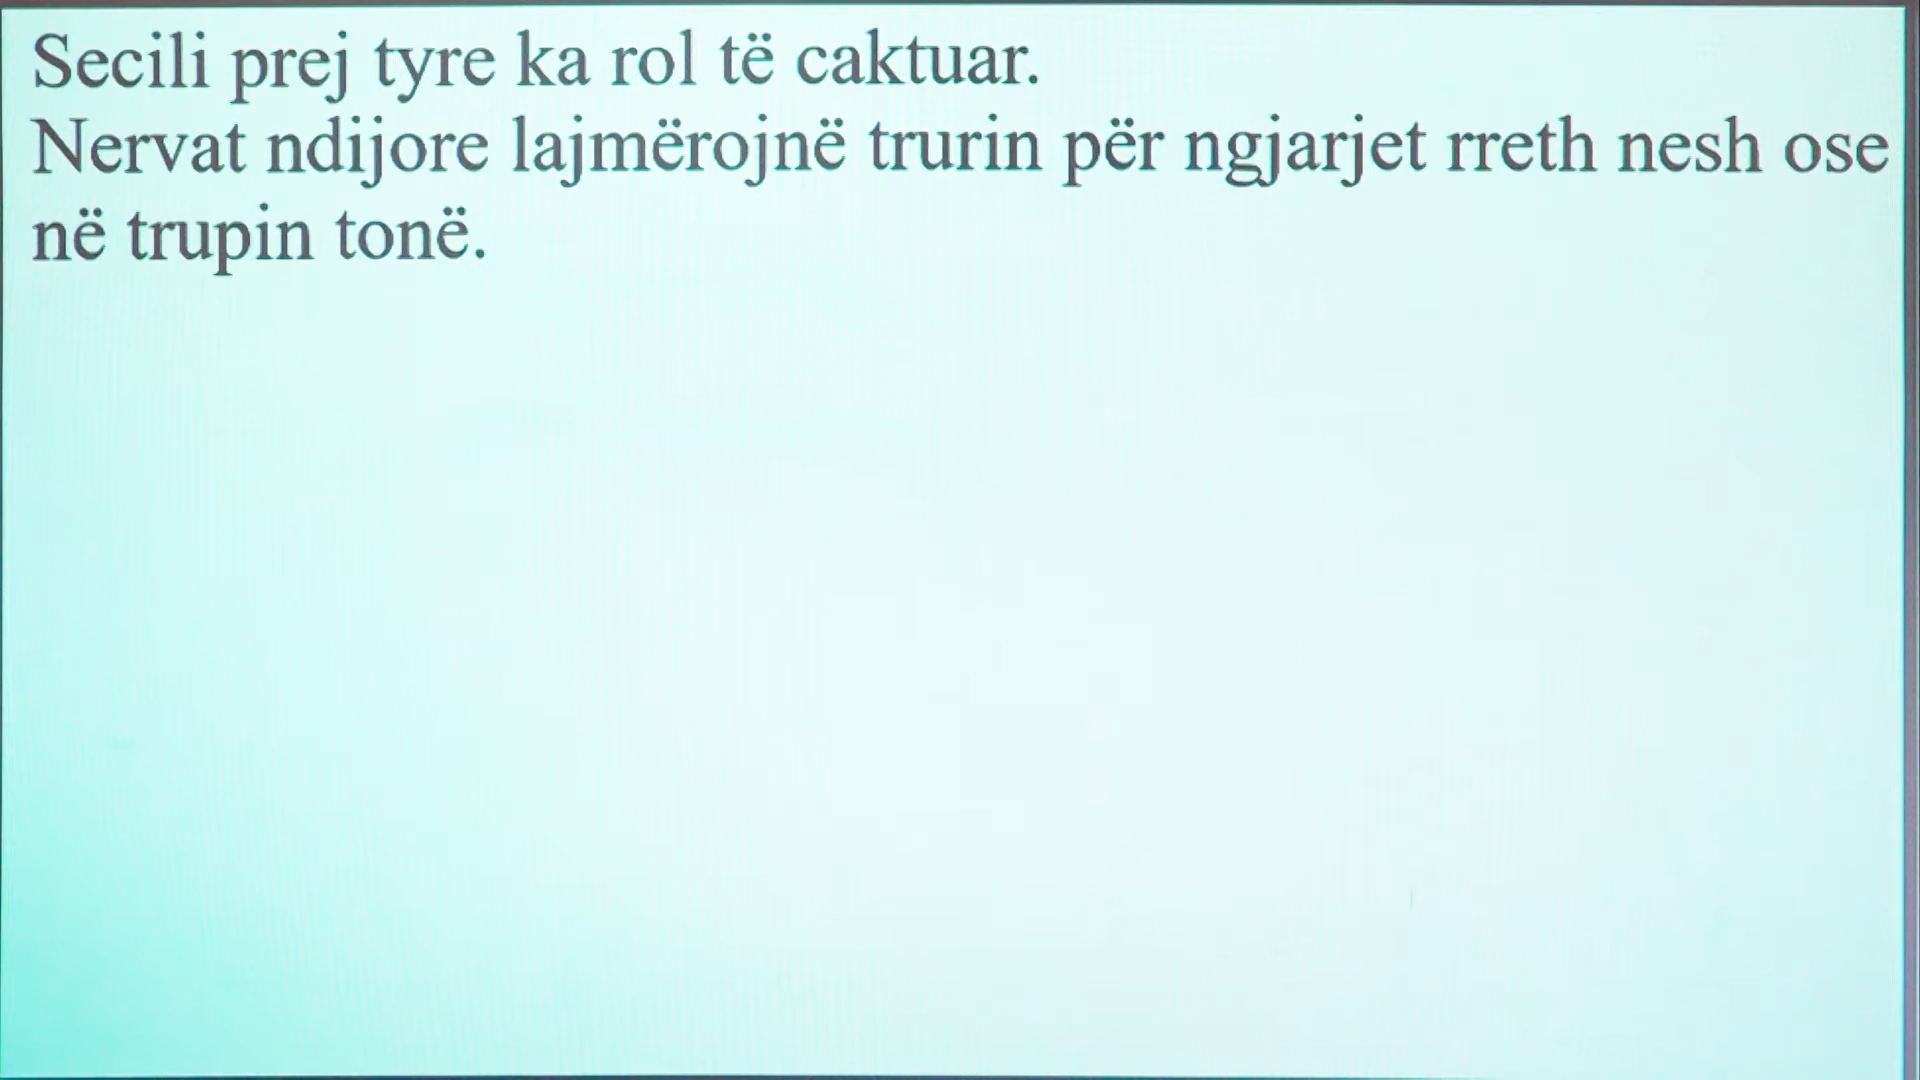 Secili prej tyre ka rol të caktuar.
Nervat ndijore lajmërojnë trurin për ngjarjet rreth nesh ose
në trupin tonë.